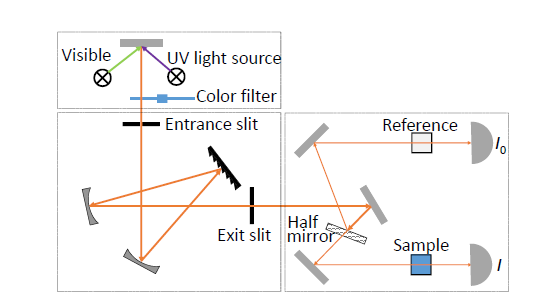 Visible
UV light source
Color filter
Entrance slit
Reference
I0
Exit slit
Half
mirror
Sample
I